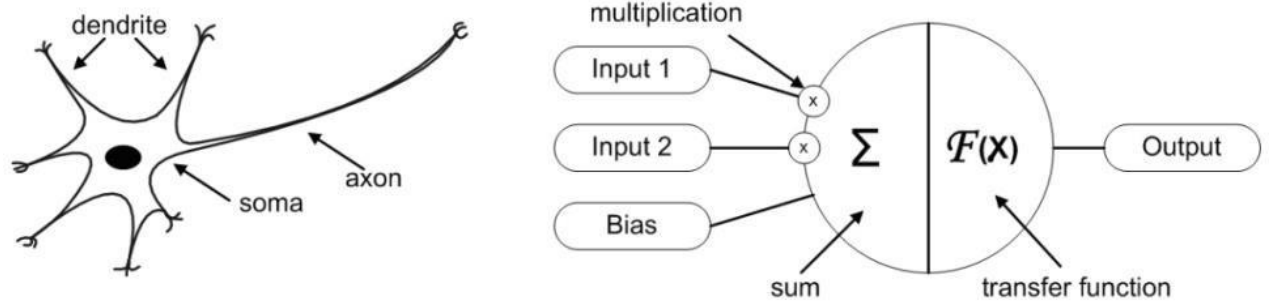 dendrite
axon
soma
multiplication
Input 1
x
Input 2
x
Bias
Σ
F(X)
Output
sum
transfer function